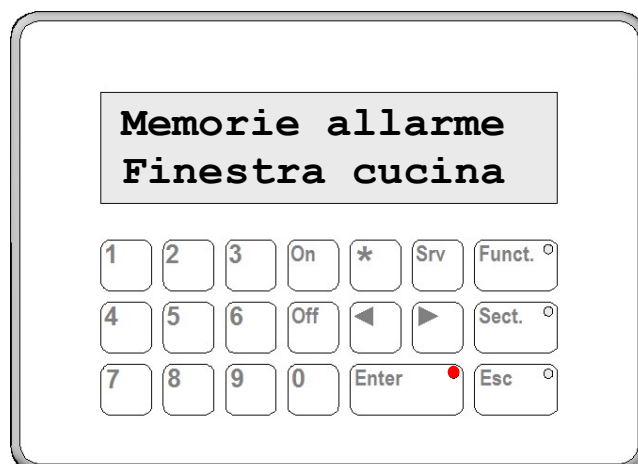 Memorie allarme
Finestra cucina
1 2 3 On * Srv Funct.
4 5 6 Off ◀ ▶ Sect.
7 8 9 0 Enter Esc